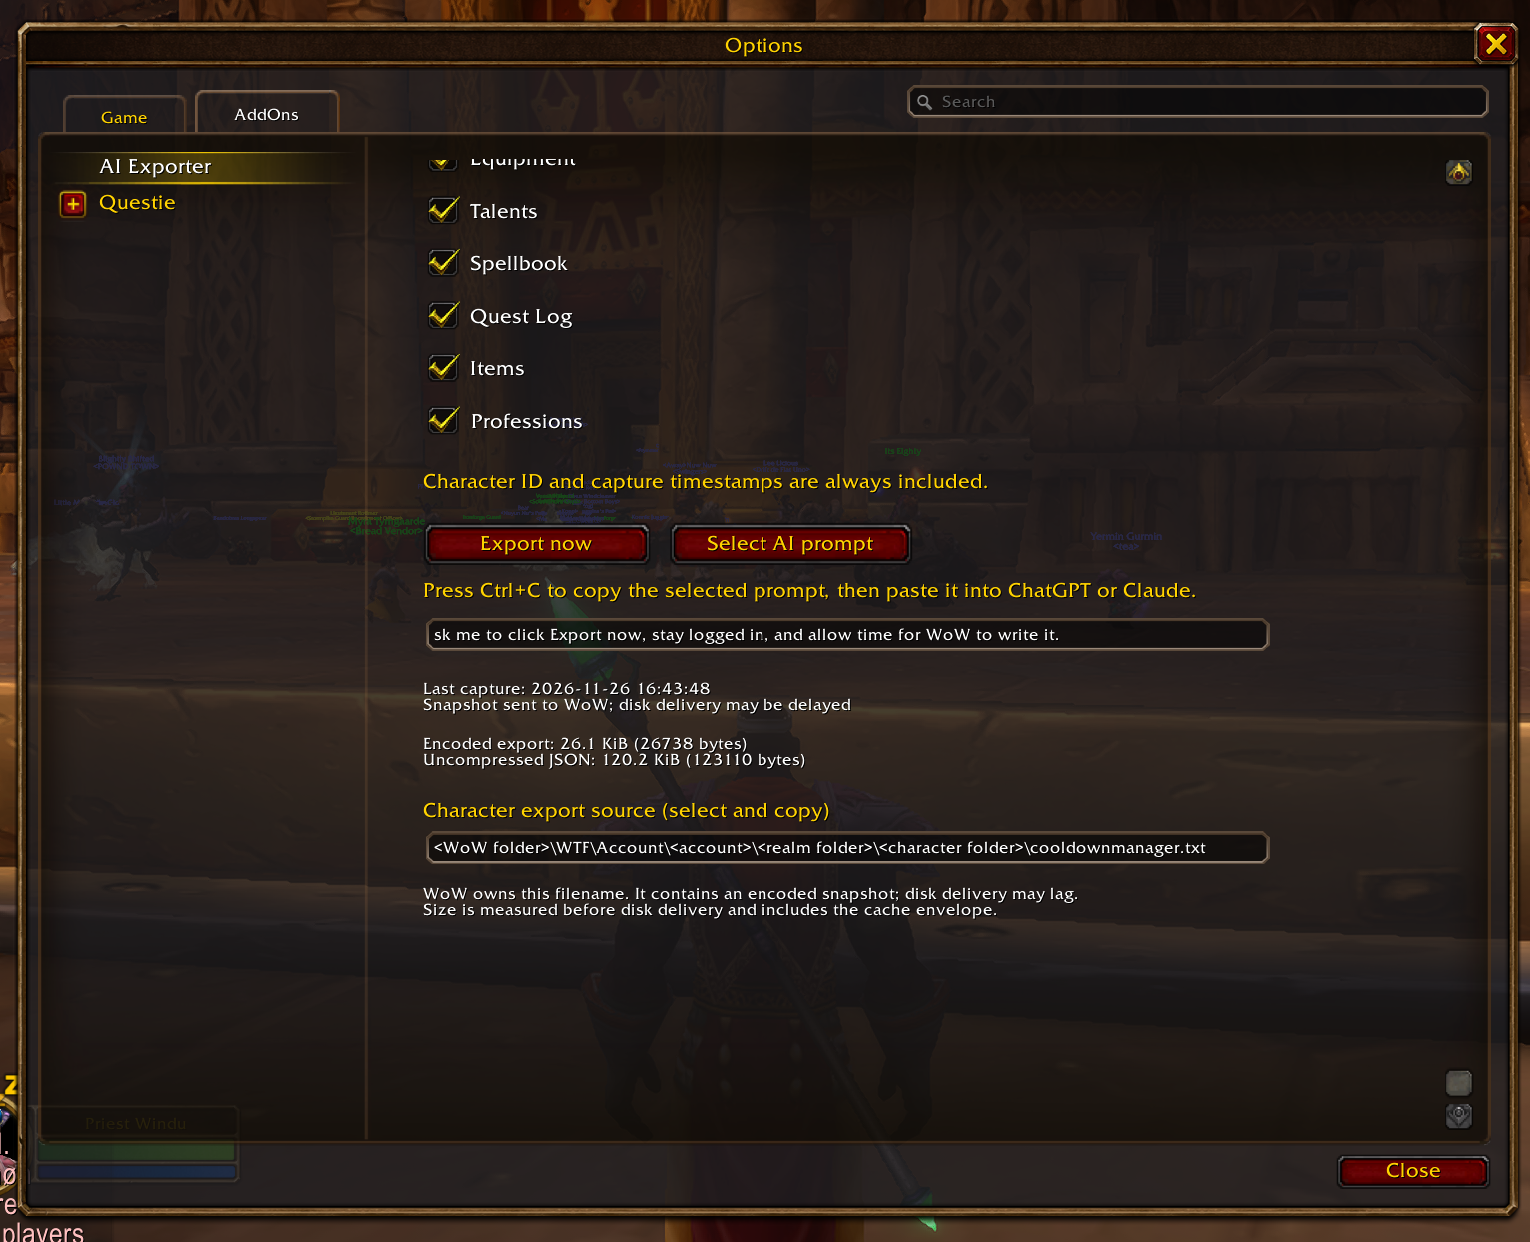 Options
Game
AddOns
Search
AI Exporter
Questie
Equipment
Talents
Spellbook
Quest Log
Items
Professions
Character ID and capture timestamps are always included.
Export now
Select AI prompt
Press Ctrl+C to copy the selected prompt, then paste it into ChatGPT or Claude.
sk me to click Export now, stay logged in, and allow time for WoW to write it.
Last capture: 2026-11-26 16:43:48
Snapshot sent to WoW; disk delivery may be delayed
Encoded export: 26.1 KiB (26738 bytes)
Uncompressed JSON: 120.2 KiB (123110 bytes)
Character export source (select and copy)
<WoW folder>\WTF\Account\<account>\<realm folder>\<character folder>\cooldownmanager.txt
WoW owns this filename. It contains an encoded snapshot; disk delivery may lag.
Size is measured before disk delivery and includes the cache envelope.
Priest Windu
Close
players